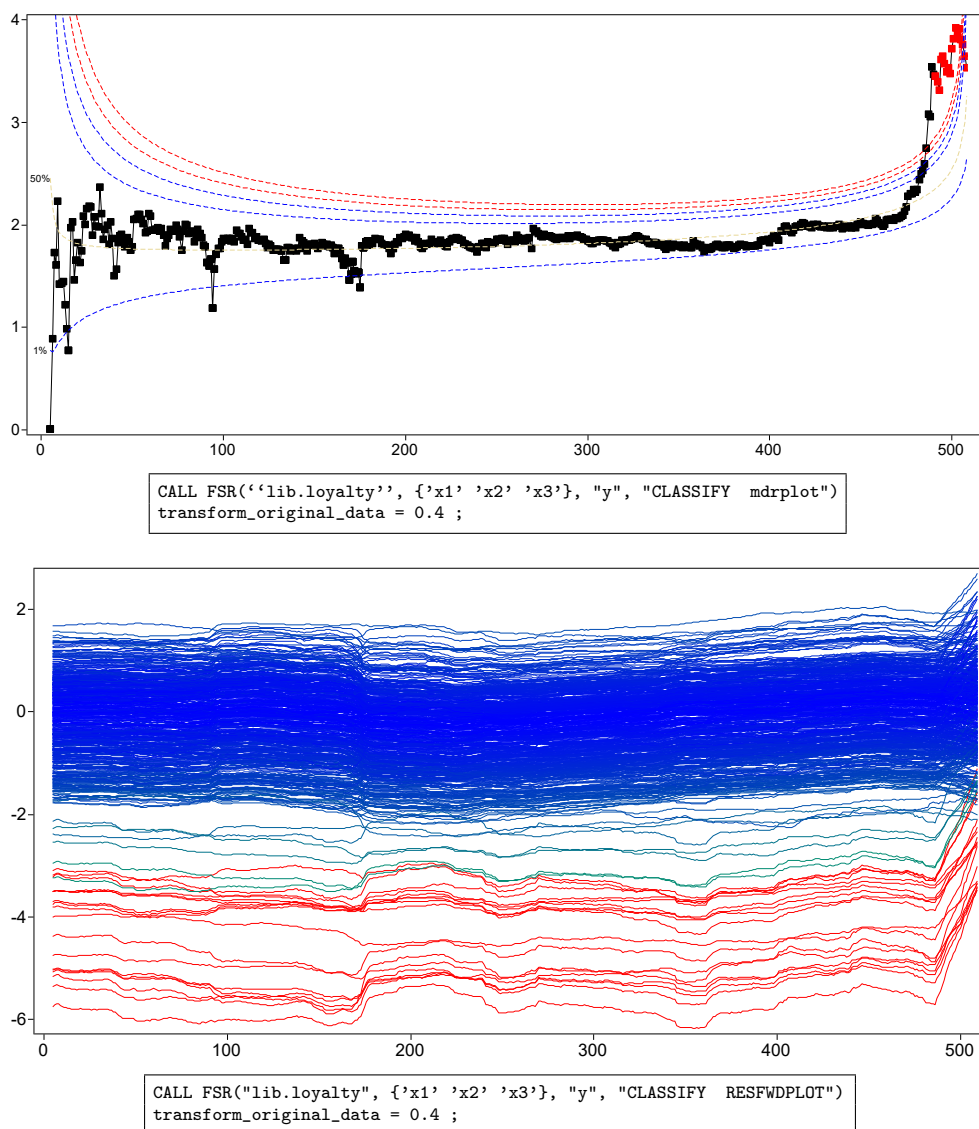 4
3
2
1
0
50%
1%
0 100 200 300 400 500
CALL FSR(‘‘lib.loyalty’’, {’x1’ ’x2’ ’x3’}, "y", "CLASSIFY mdrplot")
transform_original_data = 0.4 ;
2
0
-2
-4
-6
0 100 200 300 400 500
CALL FSR("lib.loyalty", {’x1’ ’x2’ ’x3’}, "y", "CLASSIFY RESFWDPLOT")
transform_original_data = 0.4 ;